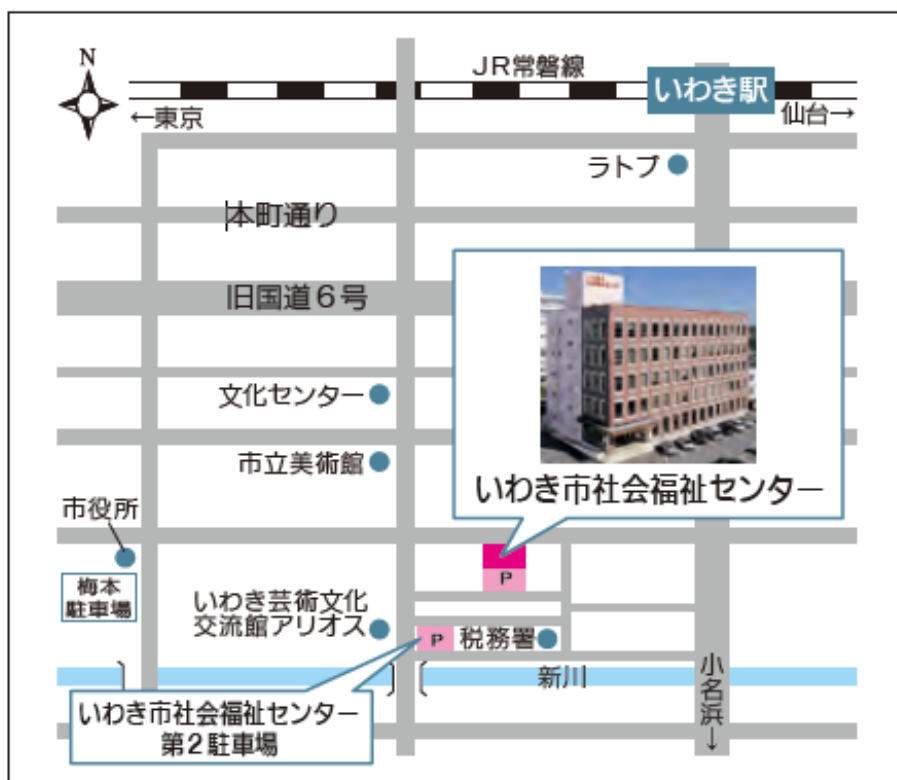 N
JR常磐線
いわき駅
←東京
仙台→
ラトブ
本町通り
旧国道6号
文化センター
市立美術館
いわき市社会福祉センター
市役所
梅本
駐車場
P
いわき芸術文化
交流館アリオス
P
税務署
新川
小名浜→
いわき市社会福祉センター
第2駐車場